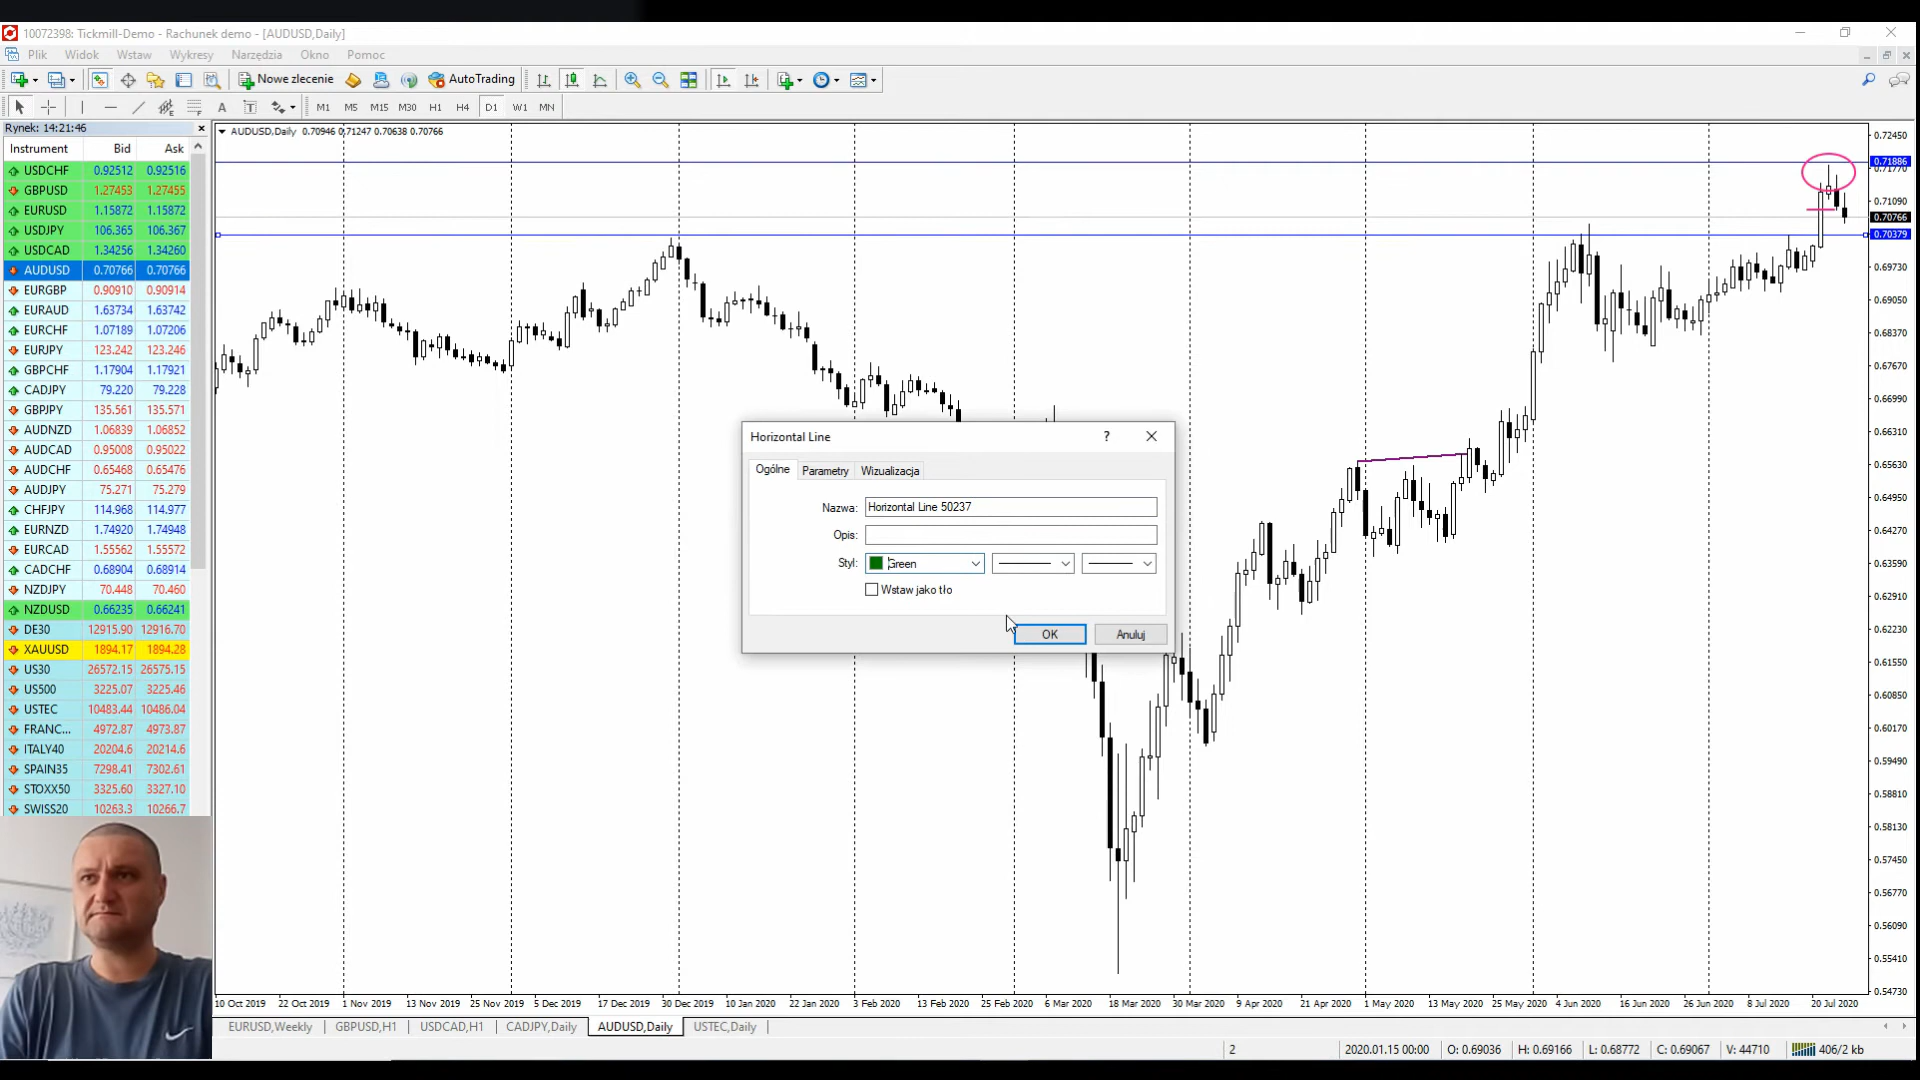 10072398: Tickmill-Demo - Rachunek demo - [AUDUSD,Daily]
Plik Widok Wstaw Wykresy Narzędzia Okno Pomoc
Nowe zlecenie AutoTrading
A T M1 M5 M15 M30 H1 H4 D1 W1 MN
Rynek: 14:21:46
Instrument Bid Ask
USDCHF 0.92512 0.92516
GBPUSD 1.27453 1.27455
EURUSD 1.15872 1.15872
USDJPY 106.365 106.367
USDCAD 1.34256 1.34260
AUDUSD 0.70766 0.70766
EURGBP 0.90910 0.90914
EURAUD 1.63734 1.63742
EURCHF 1.07189 1.07206
EURJPY 123.242 123.246
GBPCHF 1.17904 1.17921
CADJPY 79.220 79.228
GBPJPY 135.561 135.571
AUDNZD 1.06839 1.06852
AUDCAD 0.95008 0.95022
AUDCHF 0.65468 0.65476
AUDJPY 75.271 75.279
CHFJPY 114.968 114.977
EURNZD 1.74920 1.74948
EURCAD 1.55562 1.55572
CADCHF 0.68904 0.68914
NZDJPY 70.448 70.460
NZDUSD 0.66235 0.66241
DE30 12915.90 12916.70
XAUUSD 1894.17 1894.28
US30 26572.15 26575.15
US500 3225.07 3225.46
USTEC 10483.44 10486.04
FRANC... 4972.87 4973.87
ITALY40 20204.6 20214.6
SPAIN35 7298.41 7302.61
STOXX50 3325.60 3327.10
SWISS20 10263.3 10266.7
AUDUSD,Daily 0.70946 0.71247 0.70638 0.70766
0.72450
0.71886
0.71777
0.71090
0.70766
0.70379
0.69730
0.69050
0.68370
0.67670
0.66990
0.66310
0.65630
0.64950
0.64270
0.63590
0.62910
0.62230
0.61550
0.60850
0.60170
0.59490
0.58810
0.58130
0.57450
0.56770
0.56090
0.55410
0.54730
Horizontal Line ?
Ogólne Parametry Wizualizacja
Nazwa: Horizontal Line 50237
Opis:
Styl: Green
Wstaw jako tło
OK Anuluj
10 Oct 2019 22 Oct 2019 1 Nov 2019 13 Nov 2019 25 Nov 2019 5 Dec 2019 17 Dec 2019 30 Dec 2019 10 Jan 2020 22 Jan 2020 3 Feb 2020 13 Feb 2020 25 Feb 2020 6 Mar 2020 18 Mar 2020 30 Mar 2020 9 Apr 2020 21 Apr 2020 1 May 2020 13 May 2020 25 May 2020 4 Jun 2020 16 Jun 2020 26 Jun 2020 8 Jul 2020 20 Jul 2020
EURUSD,Weekly GBPUSD,H1 USDCAD,H1 CADJPY,Daily AUDUSD,Daily USTEC,Daily
2 2020.01.15 00:00 O: 0.69036 H: 0.69166 L: 0.68772 C: 0.69067 V: 44710 406/2 kb